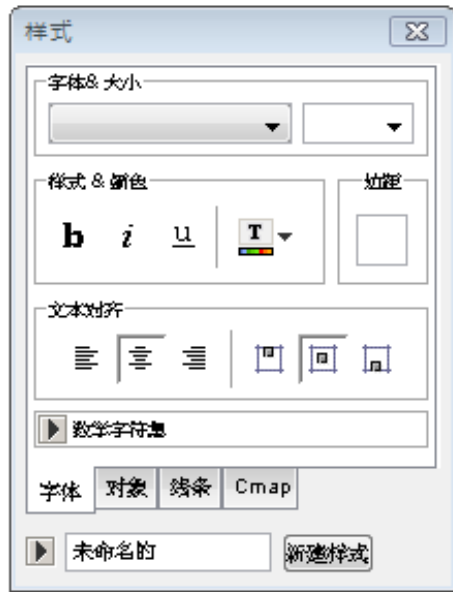 样式
字体& 大小
样式 & 颜色
边距
b i u T
文本对齐
数学字符集
字体 对象 线条 Cmap
未命名的 新建样式